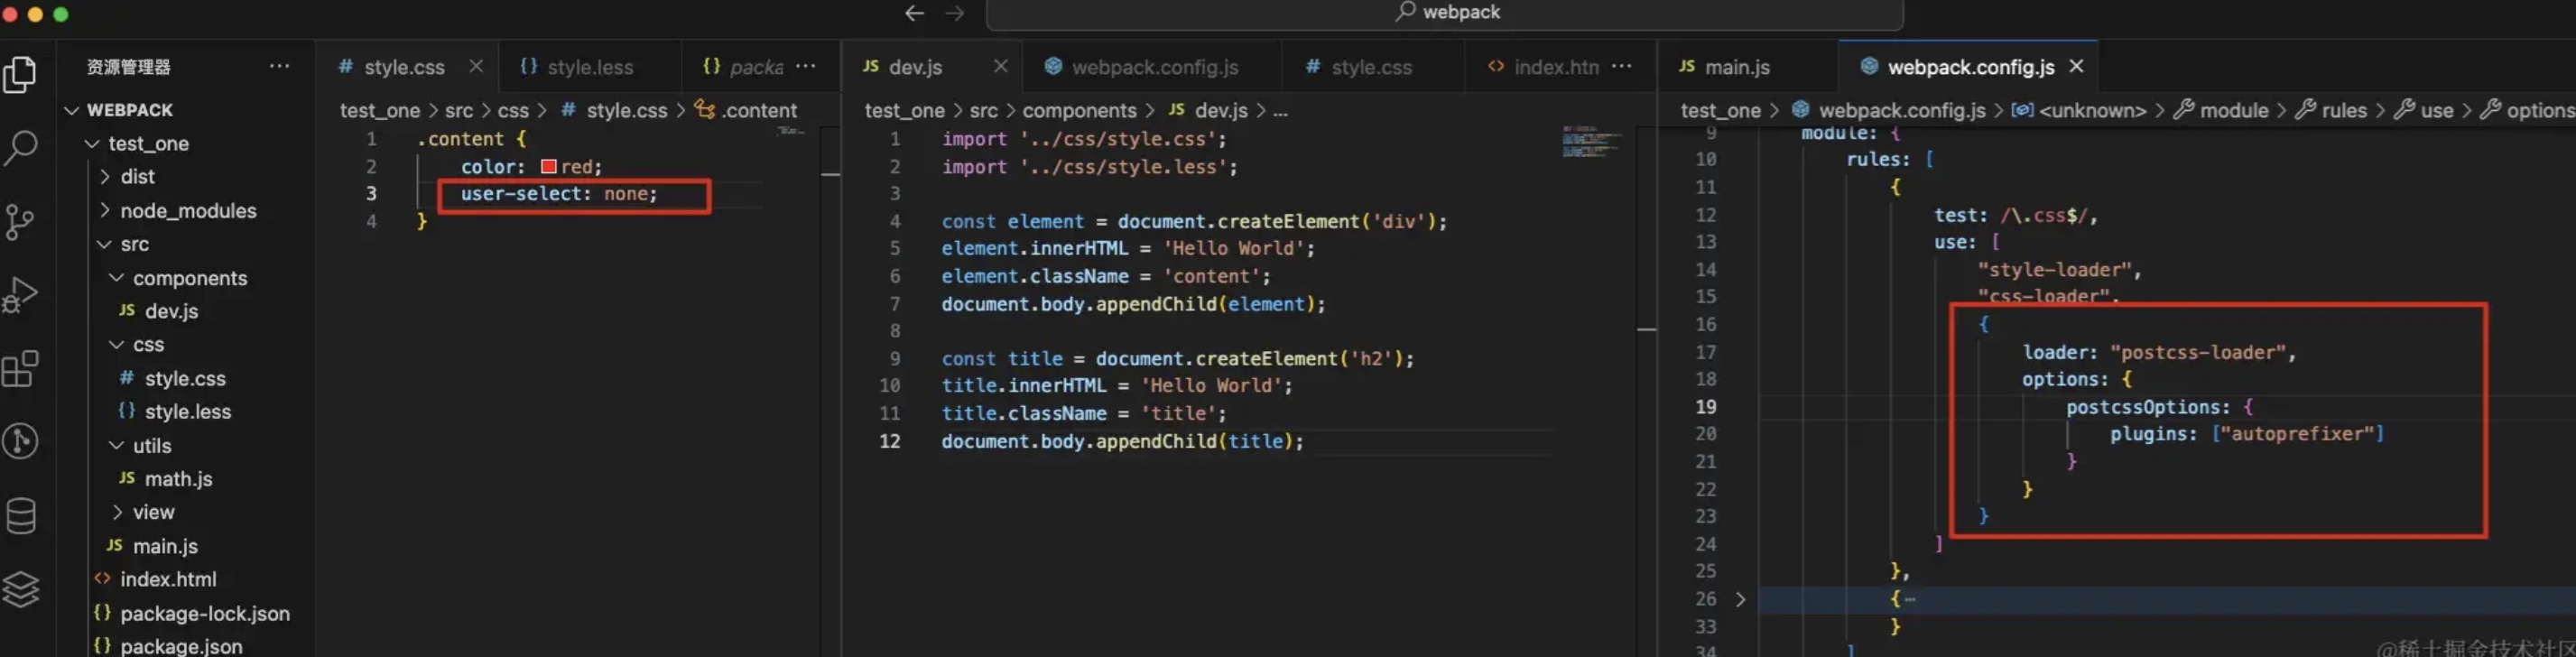 webpack
资源管理器
WEBPACK
test_one
dist
node_modules
src
components
dev.js
css
style.css
style.less
utils
math.js
view
main.js
index.html
package-lock.json
package.json
style.css
style.less
packa
test_one > src > css > style.css > .content
1 .content {
2 color: red;
3 user-select: none;
4 }
dev.js
webpack.config.js
style.css
index.htn
test_one > src > components > dev.js > ...
1 import '../css/style.css';
2 import '../css/style.less';
3
4 const element = document.createElement('div');
5 element.innerHTML = 'Hello World';
6 element.className = 'content';
7 document.body.appendChild(element);
8
9 const title = document.createElement('h2');
10 title.innerHTML = 'Hello World';
11 title.className = 'title';
12 document.body.appendChild(title);
main.js
webpack.config.js
test_one > webpack.config.js > <unknown> > module > rules > use > options
9 module: {
10 rules: [
11 {
12 test: /\.css$/,
13 use: [
14 "style-loader",
15 "css-loader",
16 {
17 loader: "postcss-loader",
18 options: {
19 postcssOptions: {
20 plugins: ["autoprefixer"]
21 }
22 }
23 }
24 ]
25 },
26 {…
33 }
34 ]
@稀土掘金技术社区